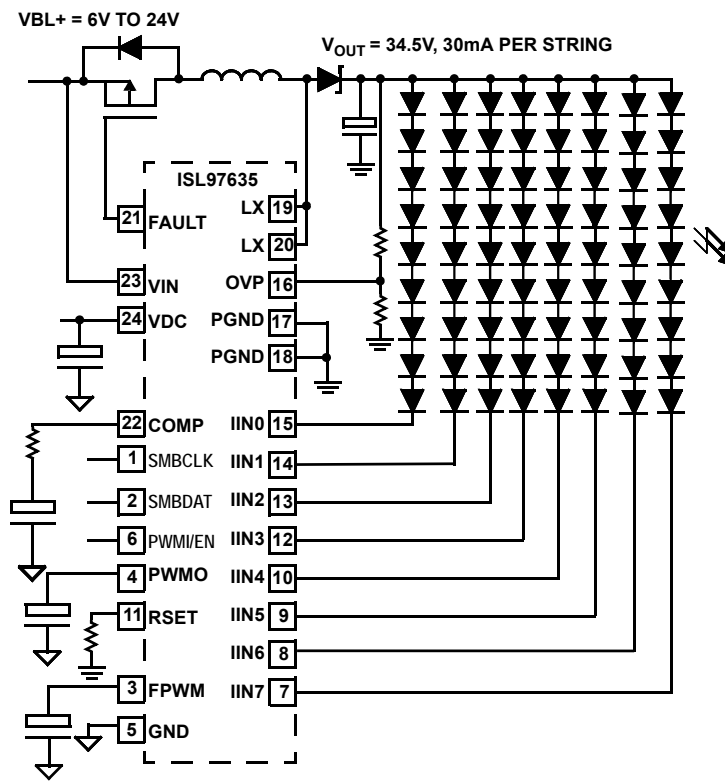 VBL+ = 6V TO 24V
VOUT = 34.5V, 30mA PER STRING
ISL97635
21 FAULT
LX 19
LX 20
23 VIN
OVP 16
24 VDC
PGND 17
PGND 18
22 COMP
IIN0 15
1 SMBCLK
IIN1 14
2 SMBDAT
IIN2 13
6 PWMI/EN
IIN3 12
4 PWMO
IIN4 10
11 RSET
IIN5 9
IIN6 8
3 FPWM
IIN7 7
5 GND